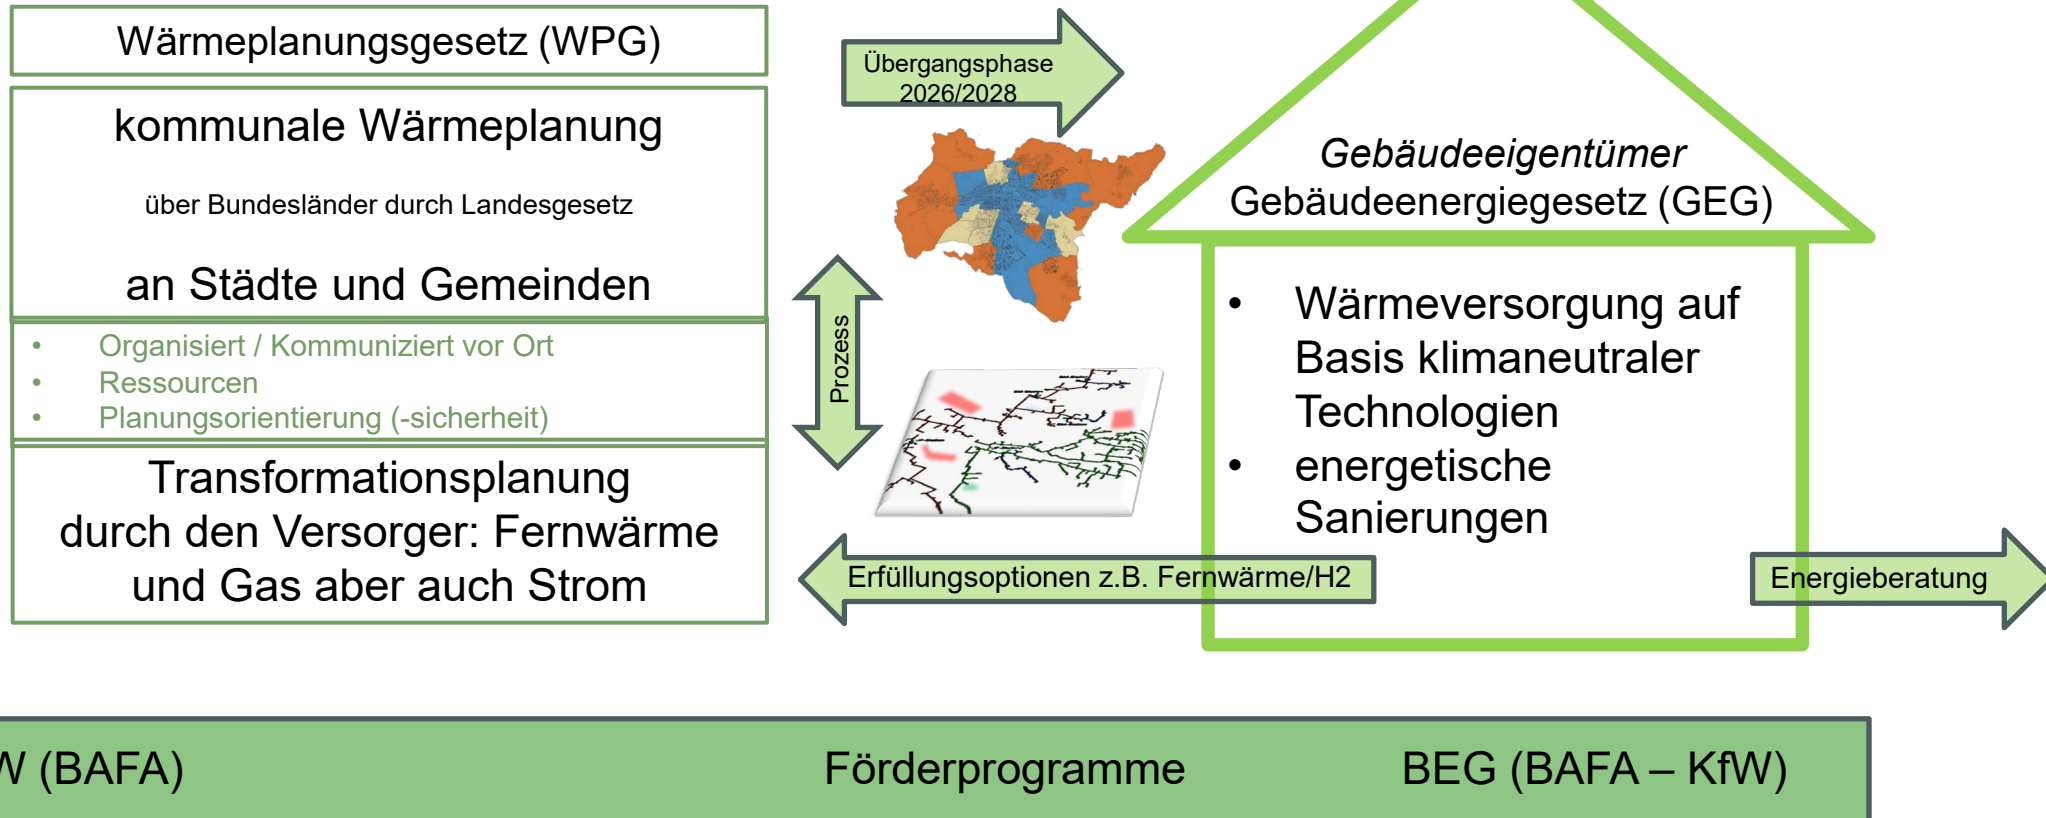 Wärmeplanungsgesetz (WPG)
kommunale Wärmeplanung
über Bundesländer durch Landesgesetz
an Städte und Gemeinden
• Organisiert / Kommuniziert vor Ort
• Ressourcen
• Planungsorientierung (-sicherheit)
Transformationsplanung
durch den Versorger: Fernwärme
und Gas aber auch Strom
Übergangsphase
2026/2028
Prozess
Erfüllungsoptionen z.B. Fernwärme/H2
Gebäudeeigentümer
Gebäudeenergiegesetz (GEG)
• Wärmeversorgung auf
Basis klimaneutraler
Technologien
• energetische
Sanierungen
Energieberatung
W (BAFA)
Förderprogramme
BEG (BAFA – KfW)